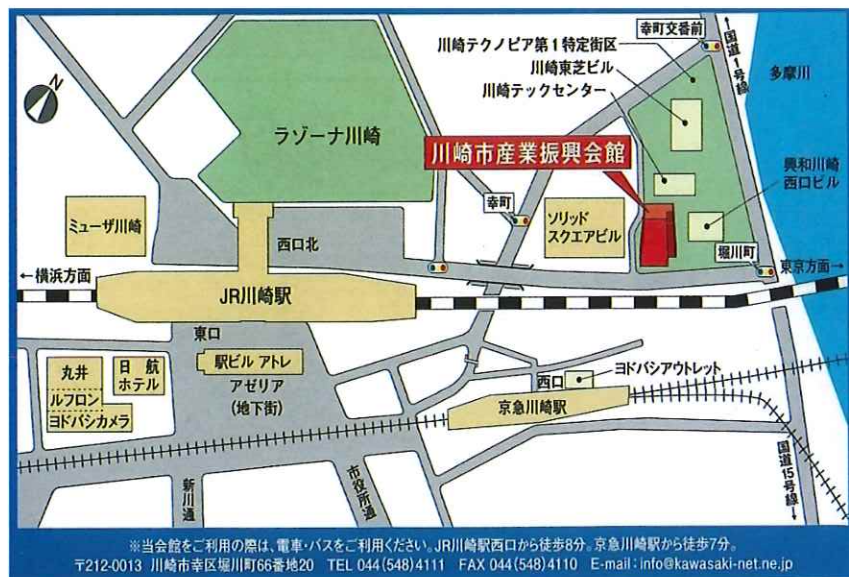 幸町交番前
←国道1号線
川崎テクノピア第1特定街区
川崎東芝ビル
川崎テックセンター
多摩川
N
ラゾーナ川崎
川崎市産業振興会館
興和川崎
西口ビル
幸町
ソリッド
スクエアビル
ミューザ川崎
西口北
堀川町
←横浜方面
東京方面→
JR川崎駅
東口
駅ビル アトレ
アゼリア
(地下街)
丸井
ルフロン
ヨドバシカメラ
日航
ホテル
西口
ヨドバシアウトレット
京急川崎駅
新川通
市役所通
国道15号線→
※当会館をご利用の際は、電車・バスをご利用ください。JR川崎駅西口から徒歩8分。京急川崎駅から徒歩7分。
〒212-0013 川崎市幸区堀川町66番地20 TEL 044(548)4111 FAX 044(548)4110 E-mail:info@kawasaki-net.ne.jp